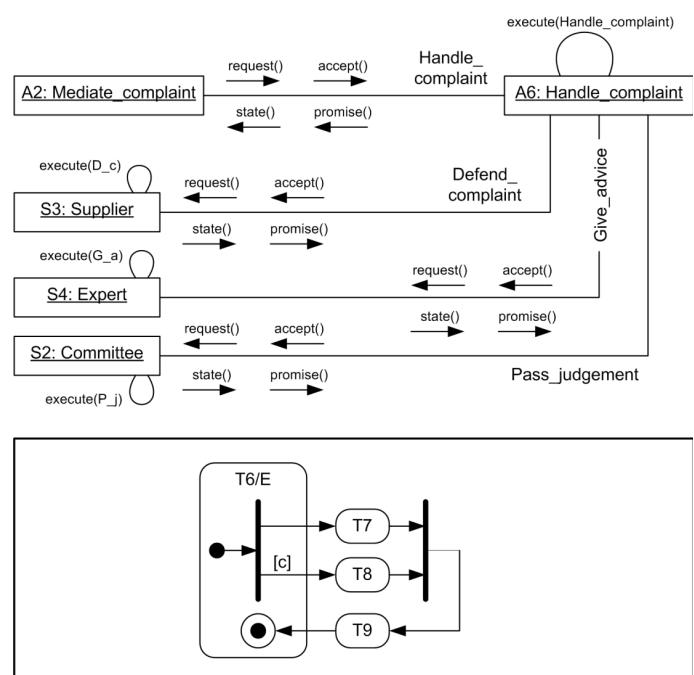 execute(Handle_complaint)
request()
accept()
Handle_
complaint
A2: Mediate_complaint
A6: Handle_complaint
state()
promise()
execute(D_c)
request()
accept()
Defend_
complaint
S3: Supplier
state()
promise()
Give_advice
execute(G_a)
request()
accept()
S4: Expert
state()
promise()
request()
accept()
S2: Committee
Pass_judgement
state()
promise()
execute(P_j)
T6/E
T7
[c]
T8
T9